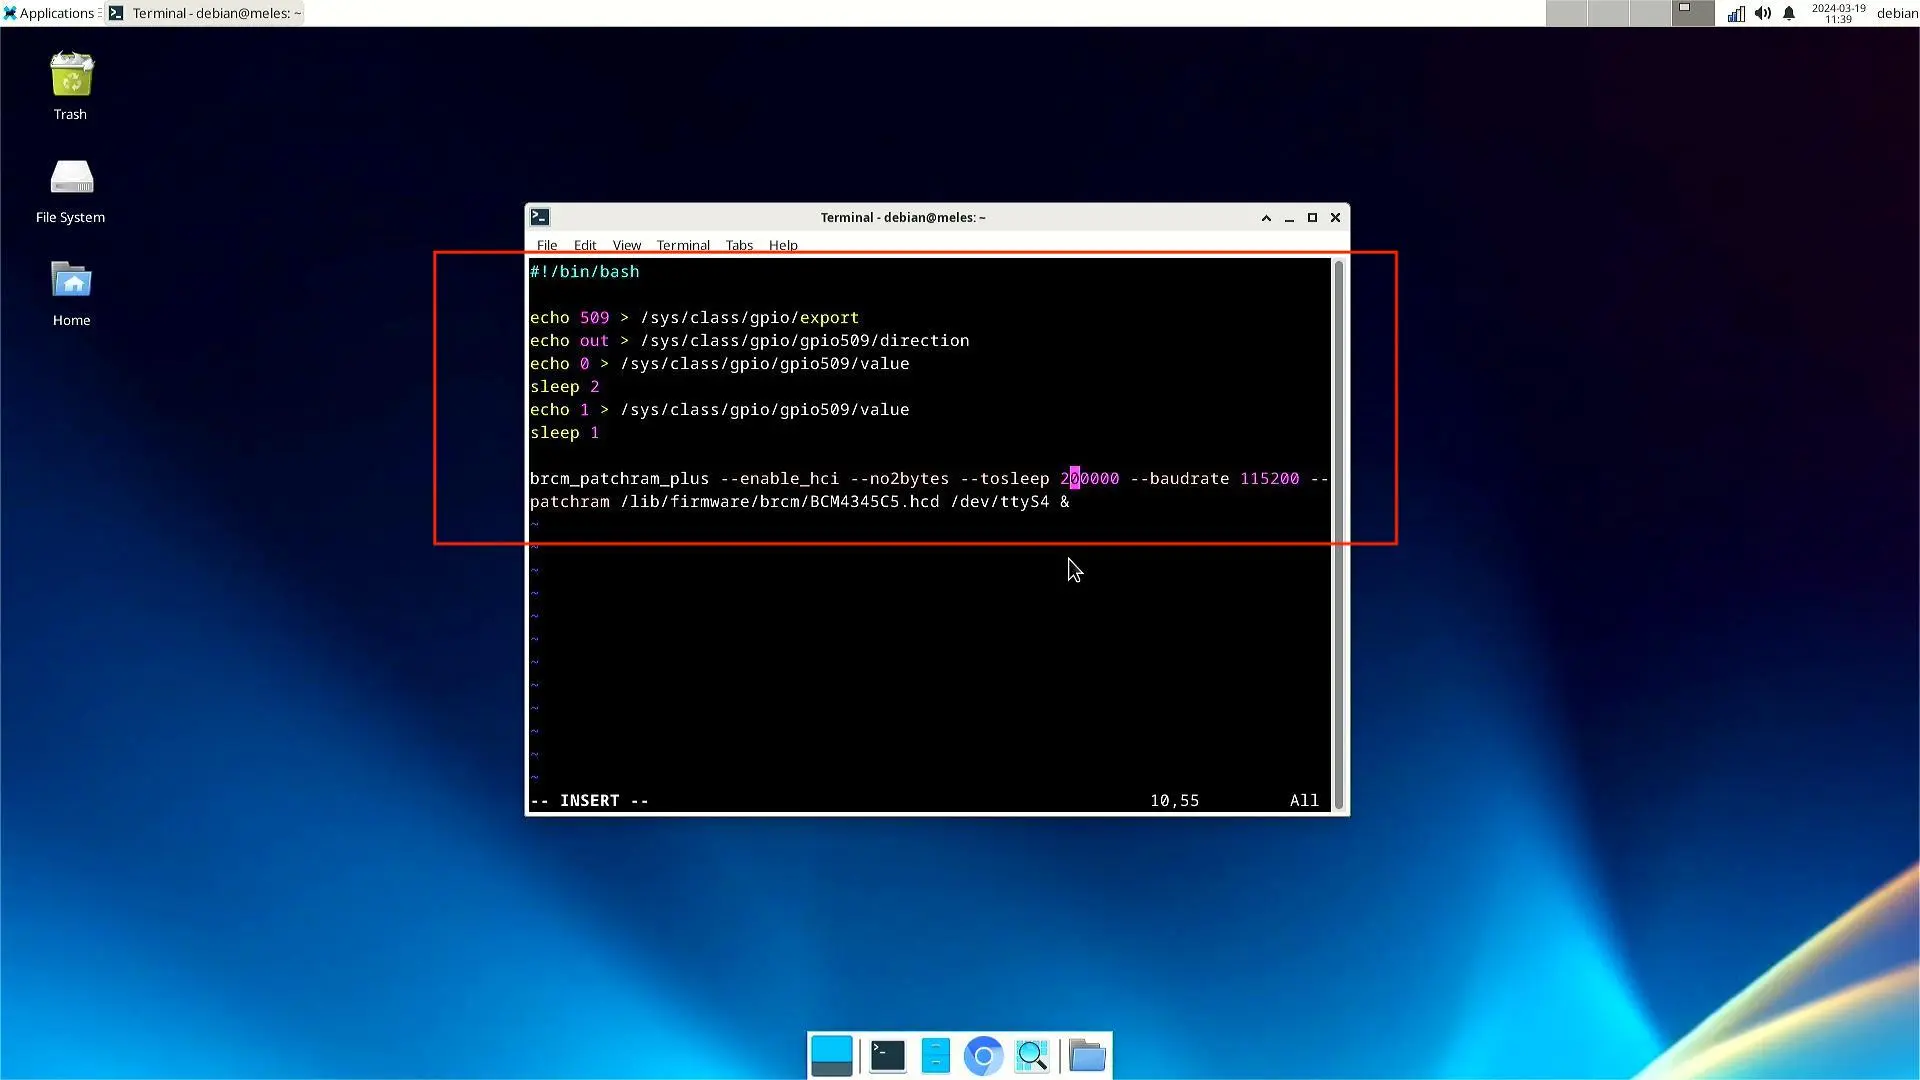 Applications
Terminal - debian@meles: ~
2024-03-19
11:39
debian
Trash
File System
Home
Terminal - debian@meles: ~
File Edit View Terminal Tabs Help
#!/bin/bash
echo 509 > /sys/class/gpio/export
echo out > /sys/class/gpio/gpio509/direction
echo 0 > /sys/class/gpio/gpio509/value
sleep 2
echo 1 > /sys/class/gpio/gpio509/value
sleep 1
brcm_patchram_plus --enable_hci --no2bytes --tosleep 200000 --baudrate 115200 --
patchram /lib/firmware/brcm/BCM4345C5.hcd /dev/ttyS4 &
~
~
~
~
~
~
~
~
~
~
~
~
-- INSERT -- 10,55 All